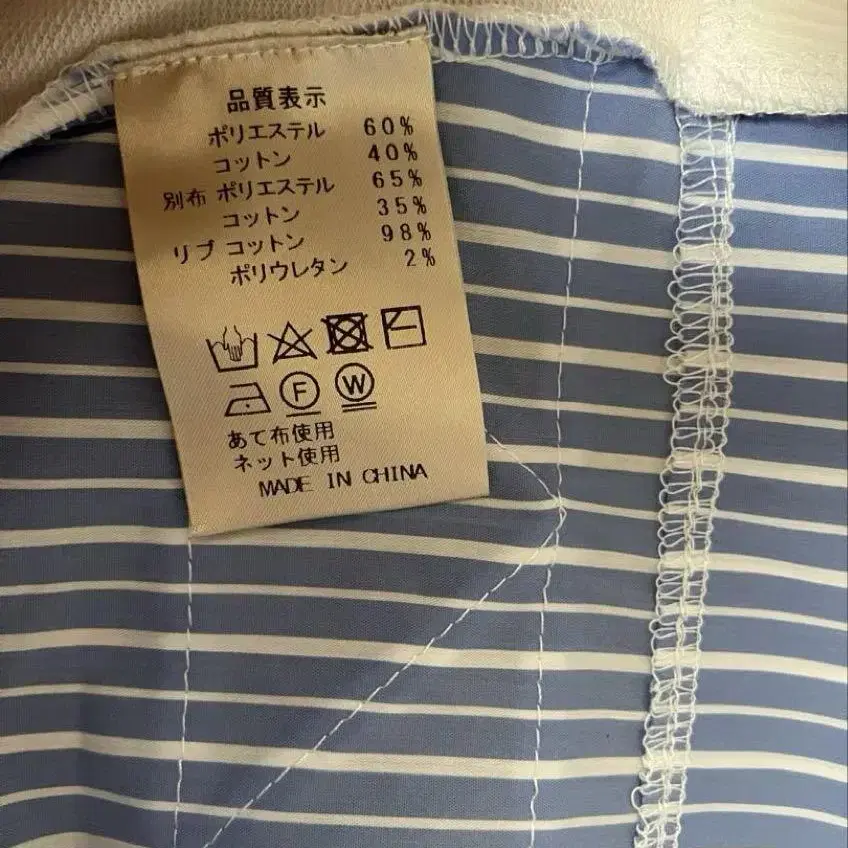 品質表示
ポリエステル 60%
コットン 40%
別布 ポリエステル 65%
コットン 35%
リブ コットン 98%
ポリウレタン 2%
F W
あて布使用
ネット使用
MADE IN CHINA